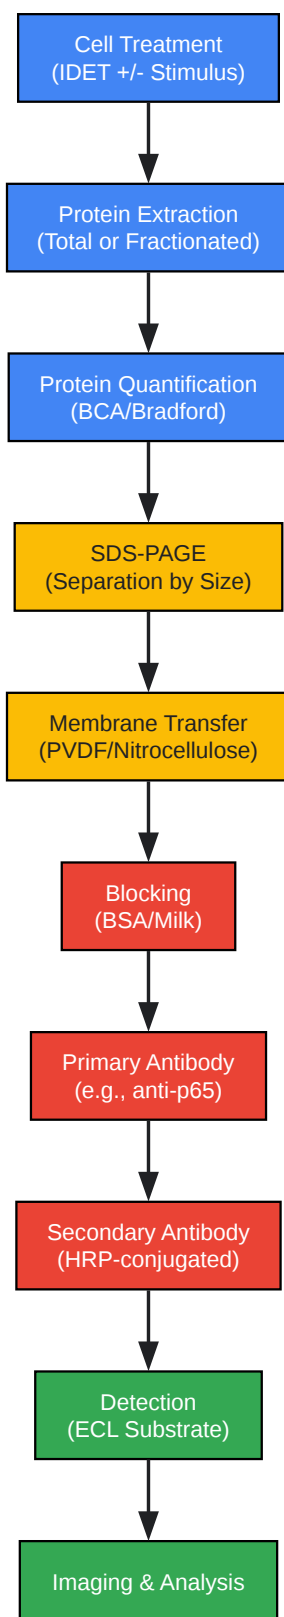 Cell Treatment
(IDET +/- Stimulus)
Protein Extraction
(Total or Fractionated)
Protein Quantification
(BCA/Bradford)
SDS-PAGE
(Separation by Size)
Membrane Transfer
(PVDF/Nitrocellulose)
Blocking
(BSA/Milk)
Primary Antibody
(e.g., anti-p65)
Secondary Antibody
(HRP-conjugated)
Detection
(ECL Substrate)
Imaging & Analysis